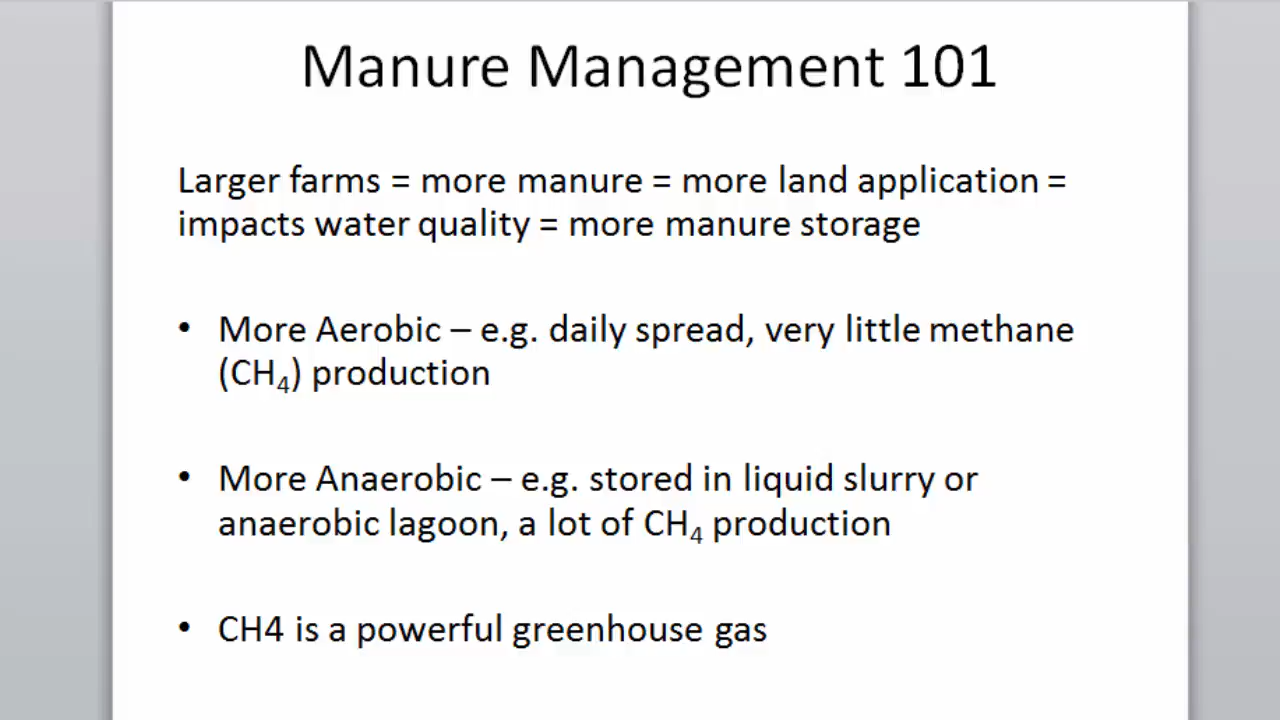 Manure Management 101
Larger farms = more manure = more land application =
impacts water quality = more manure storage
• More Aerobic – e.g. daily spread, very little methane
(CH₄) production
• More Anaerobic – e.g. stored in liquid slurry or
anaerobic lagoon, a lot of CH₄ production
• CH4 is a powerful greenhouse gas